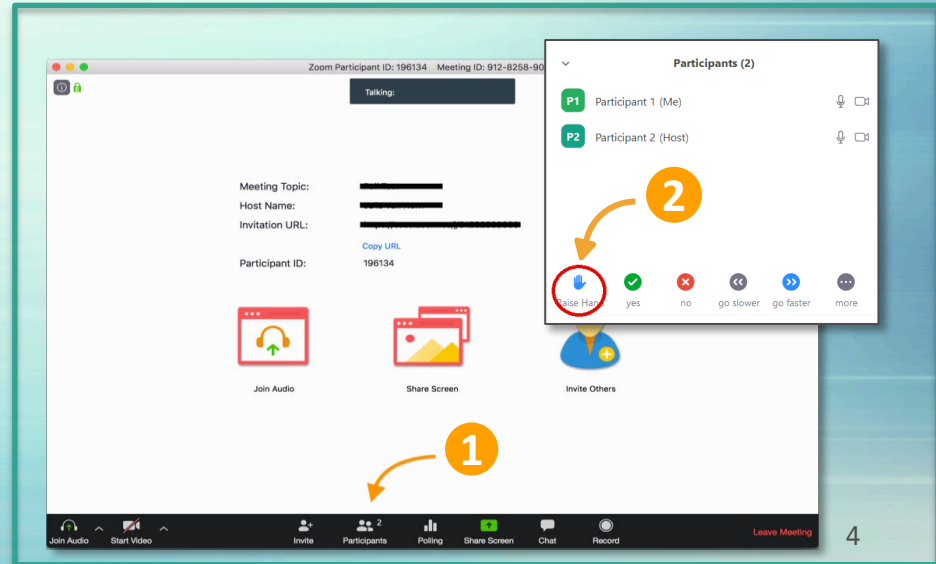 Zoom Participant ID: 196134 Meeting ID: 912-8258-90
Talking:
Meeting Topic:
Host Name:
Invitation URL:
Copy URL
Participant ID: 196134
Join Audio
Share Screen
Invite Others
1
Join Audio
Start Video
Invite
Participants
2
Polling
Share Screen
Chat
Record
Leave Meeting
Participants (2)
P1 Participant 1 (Me)
P2 Participant 2 (Host)
2
Raise Hand
yes
no
go slower
go faster
more
4